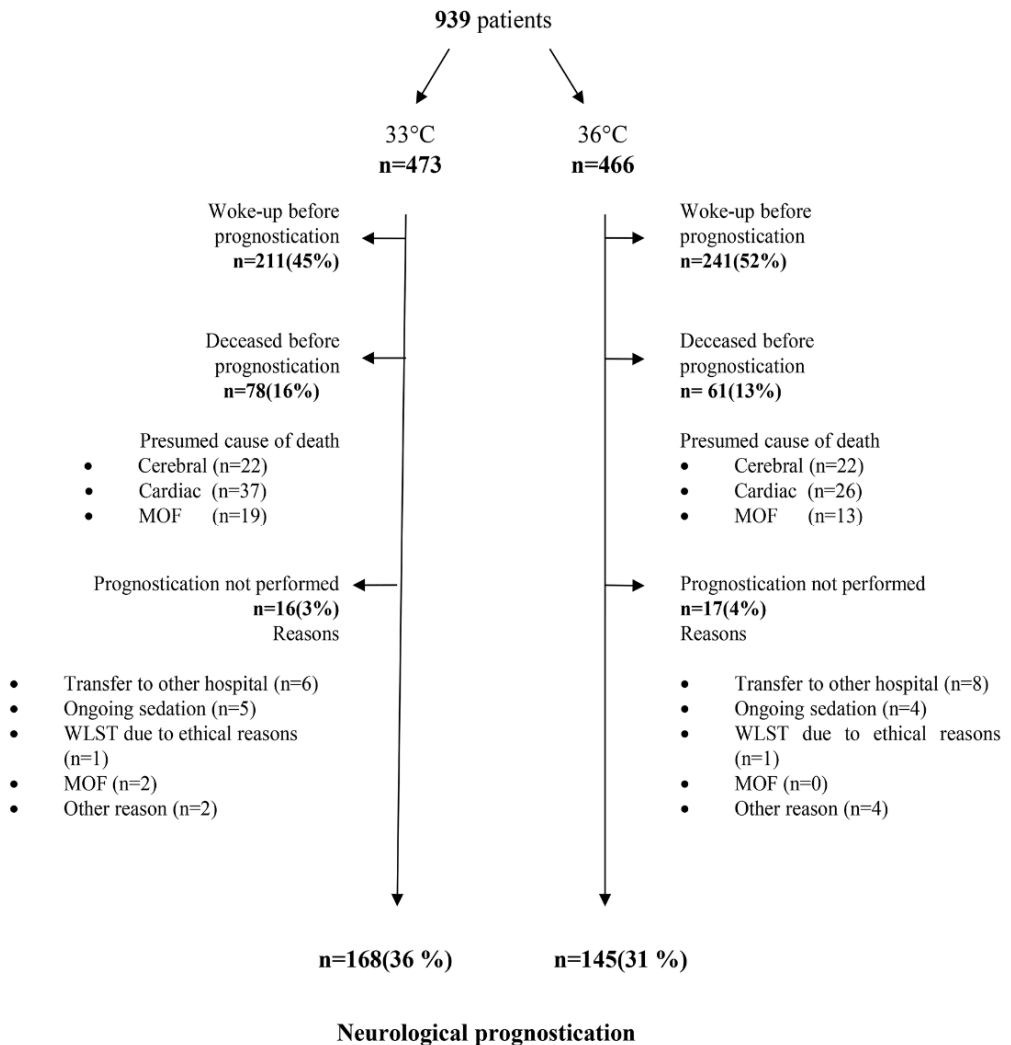 939 patients
33°C
n=473
36°C
n=466
Woke-up before
prognostication
n=211(45%)
Woke-up before
prognostication
n=241(52%)
Deceased before
prognostication
n=78(16%)
Deceased before
prognostication
n= 61(13%)
Presumed cause of death
• Cerebral (n=22)
• Cardiac (n=37)
• MOF (n=19)
Presumed cause of death
• Cerebral (n=22)
• Cardiac (n=26)
• MOF (n=13)
Prognostication not performed
n=16(3%)
Reasons
Prognostication not performed
n=17(4%)
Reasons
• Transfer to other hospital (n=6)
• Ongoing sedation (n=5)
• WLST due to ethical reasons
(n=1)
• MOF (n=2)
• Other reason (n=2)
• Transfer to other hospital (n=8)
• Ongoing sedation (n=4)
• WLST due to ethical reasons
(n=1)
• MOF (n=0)
• Other reason (n=4)
n=168(36 %)
n=145(31 %)
Neurological prognostication